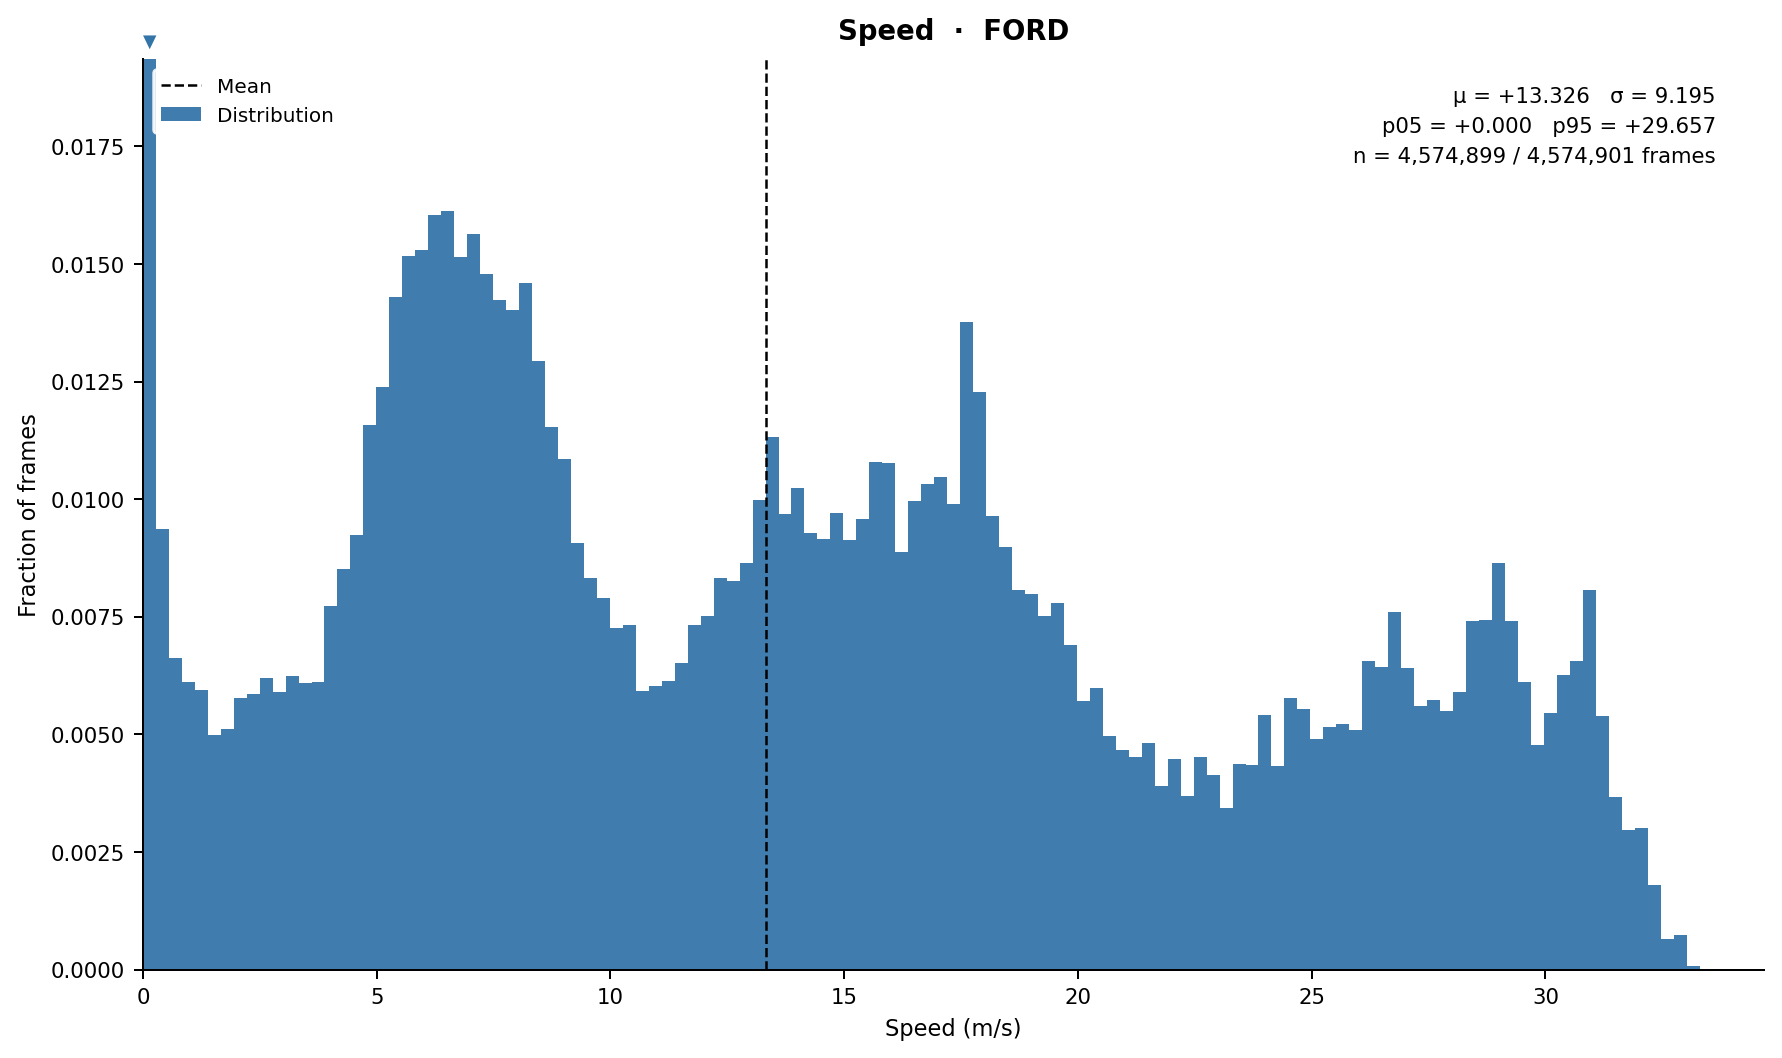 Speed · FORD
Mean
Distribution
μ = +13.326 σ = 9.195
p05 = +0.000 p95 = +29.657
n = 4,574,899 / 4,574,901 frames
Fraction of frames
0.0175
0.0150
0.0125
0.0100
0.0075
0.0050
0.0025
0.0000
0 5 10 15 20 25 30
Speed (m/s)